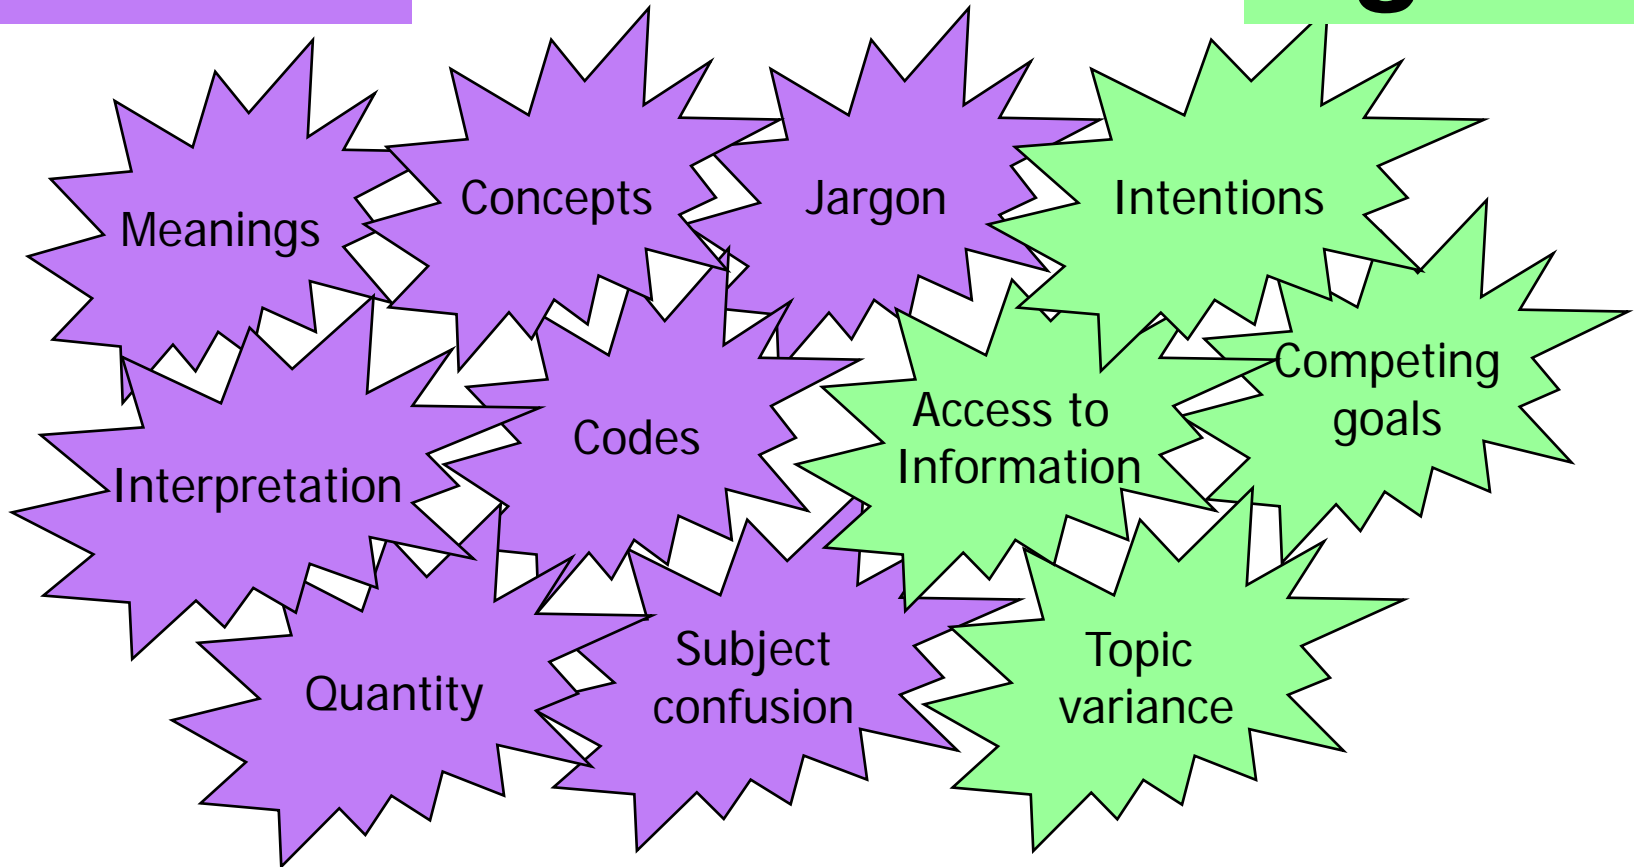 Meanings
Concepts
Jargon
Intentions
Interpretation
Codes
Access to
Information
Competing
goals
Quantity
Subject
confusion
Topic
variance